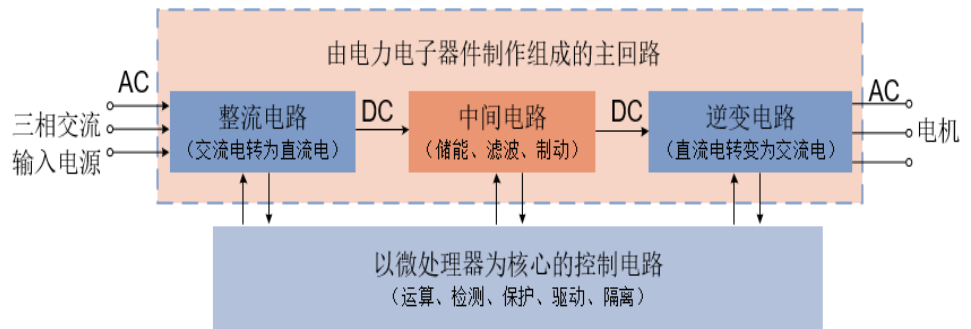 由电力电子器件制作组成的主回路
AC
三相交流
输入电源
整流电路
（交流电转为直流电）
DC
中间电路
（储能、滤波、制动）
DC
逆变电路
（直流电转变为交流电）
AC
电机
以微处理器为核心的控制电路
（运算、检测、保护、驱动、隔离）